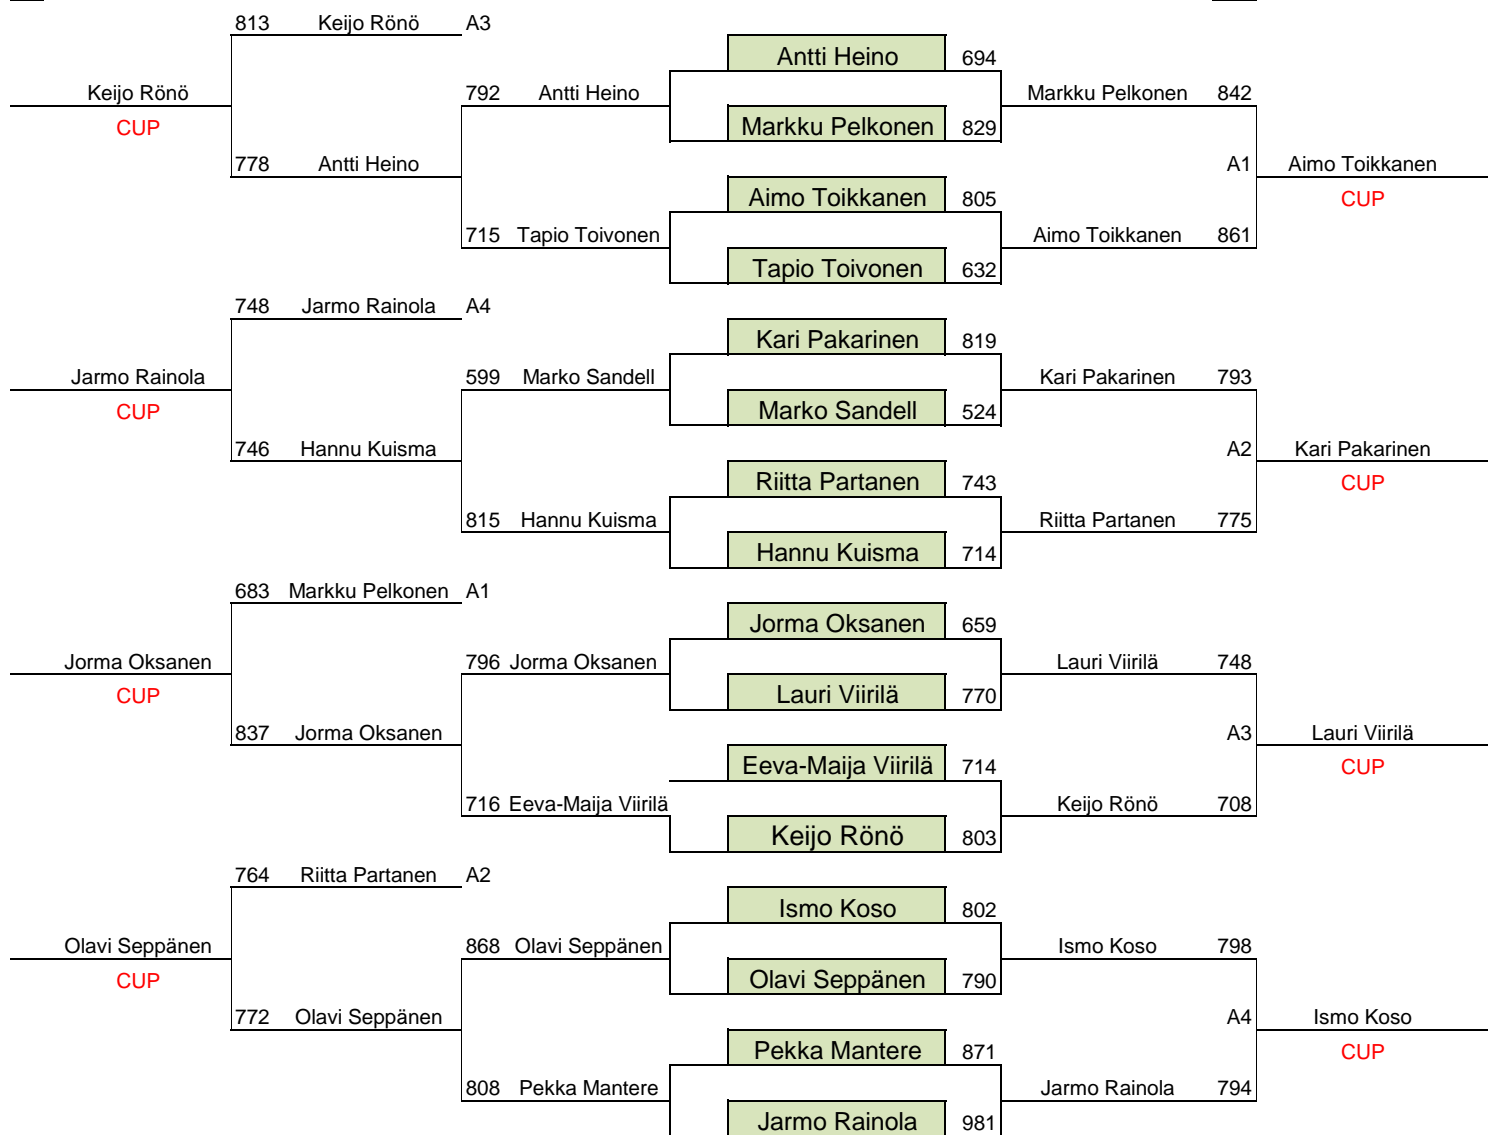 813 Keijo Rönö A3
Antti Heino 694
Keijo Rönö 792 Antti Heino Markku Pelkonen 842
CUP Markku Pelkonen 829
778 Antti Heino A1 Aimo Toikkanen
Aimo Toikkanen 805 CUP
715 Tapio Toivonen Aimo Toikkanen 861
Tapio Toivonen 632
748 Jarmo Rainola A4
Kari Pakarinen 819
Jarmo Rainola 599 Marko Sandell Kari Pakarinen 793
CUP Marko Sandell 524
746 Hannu Kuisma A2 Kari Pakarinen
Riitta Partanen 743 CUP
815 Hannu Kuisma Riitta Partanen 775
Hannu Kuisma 714
683 Markku Pelkonen A1
Jorma Oksanen 659
Jorma Oksanen 796 Jorma Oksanen Lauri Viirilä 748
CUP Lauri Viirilä 770
837 Jorma Oksanen A3 Lauri Viirilä
Eeva-Maija Viirilä 714 CUP
716 Eeva-Maija Viirilä Keijo Rönö 708
Keijo Rönö 803
764 Riitta Partanen A2
Ismo Koso 802
Olavi Seppänen 868 Olavi Seppänen Ismo Koso 798
CUP Olavi Seppänen 790
772 Olavi Seppänen A4 Ismo Koso
Pekka Mantere 871 CUP
808 Pekka Mantere Jarmo Rainola 794
Jarmo Rainola 981